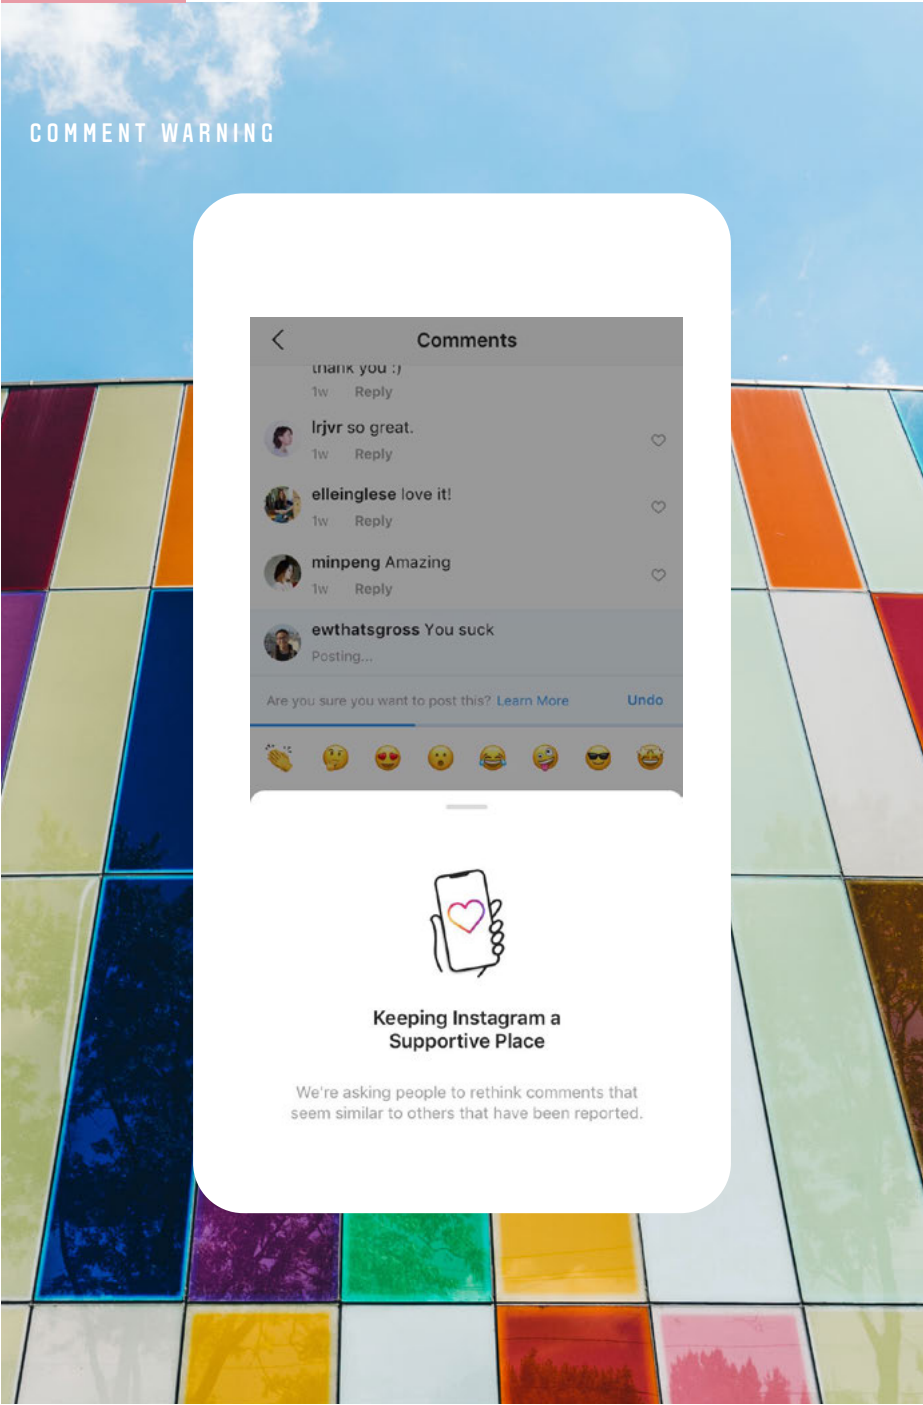 COMMENT WARNING
Comments
thank you :)
1w Reply
lrjvr so great.
1w Reply
elleinglese love it!
1w Reply
minpeng Amazing
1w Reply
ewthatsgross You suck
Posting...
Are you sure you want to post this? Learn More Undo
Keeping Instagram a
Supportive Place
We're asking people to rethink comments that
seem similar to others that have been reported.